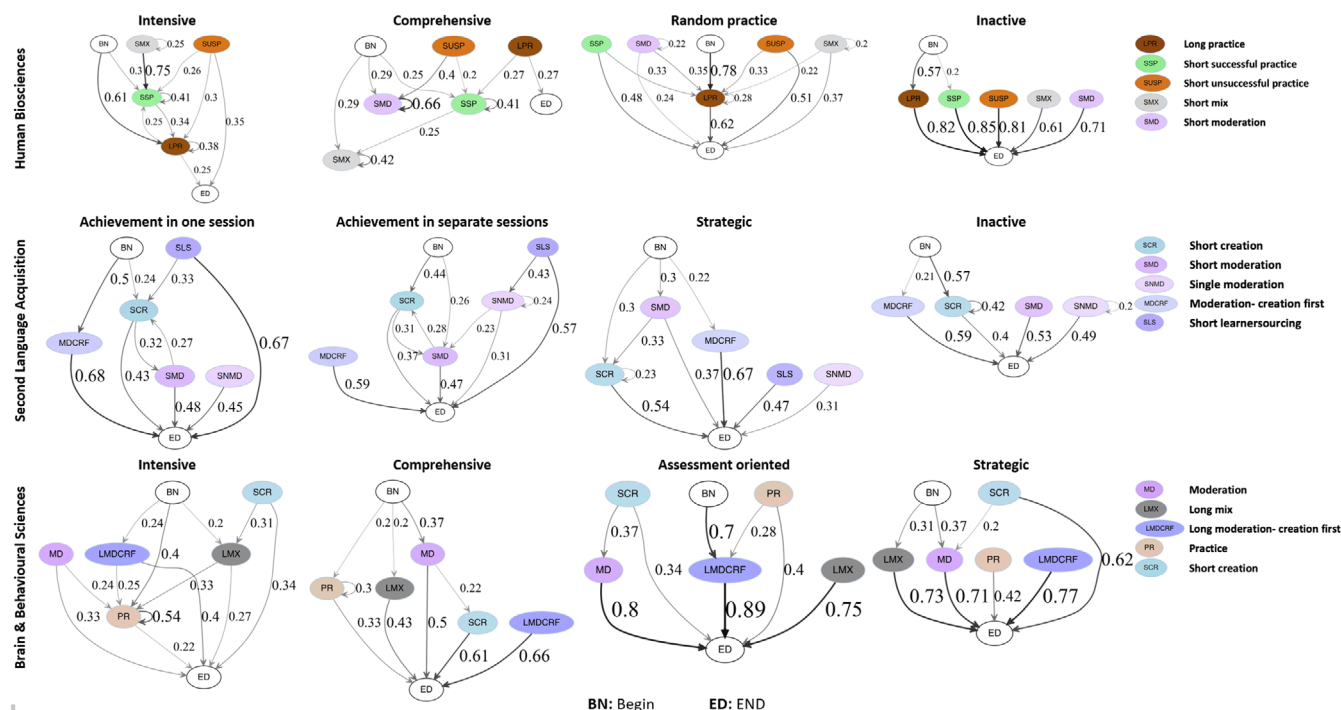 Intensive
Comprehensive
Random practice
Inactive
Human Biosciences
BN
SMX
0.25
SUSP
0.3
0.75
0.26
0.61
SSP
0.41
0.3
0.25
0.34
0.35
LPR
0.38
0.25
ED
BN
SUSP
LPR
0.29
0.25
0.4
0.2
0.27
0.27
SMD
0.66
SSP
0.41
ED
0.29
0.25
SMX
0.42
SSP
SMD
0.22
BN
SUSP
SMX
0.2
0.33
0.35
0.78
0.33
0.22
0.48
0.24
LPR
0.28
0.51
0.37
0.62
ED
BN
0.57
0.2
LPR
SSP
SUSP
SMX
SMD
0.82
0.85
0.81
0.61
0.71
ED
LPR Long practice
SSP Short successful practice
SUSP Short unsuccessful practice
SMX Short mix
SMD Short moderation
Achievement in one session
Achievement in separate sessions
Strategic
Inactive
Second Language Acquisition
BN
SLS
0.5
0.24
0.33
SCR
MDCRF
0.32
0.27
0.67
0.68
0.43
SMD
SNMD
0.48
0.45
ED
BN
SLS
0.44
0.43
SCR
0.26
SNMD
0.24
0.31
0.28
0.23
0.57
MDCRF
0.37
SMD
0.31
0.59
0.47
ED
BN
0.3
0.22
0.3
SMD
0.33
MDCRF
SCR
0.23
0.37
0.67
SLS
SNMD
0.54
0.47
0.31
ED
BN
0.21
0.57
MDCRF
SCR
0.42
SMD
SNMD
0.2
0.59
0.4
0.53
0.49
ED
SCR Short creation
SMD Short moderation
SNMD Single moderation
MDCRF Moderation- creation first
SLS Short learnersourcing
Intensive
Comprehensive
Assessment oriented
Strategic
Brain & Behavioural Sciences
BN
SCR
0.24
0.2
0.31
MD
LMDCRF
0.4
LMX
0.24
0.25
0.33
0.34
0.33
PR
0.54
0.4
0.27
0.22
ED
BN
0.2
0.2
0.37
MD
PR
0.3
LMX
0.22
0.33
0.43
0.5
SCR
LMDCRF
0.61
0.66
ED
SCR
BN
PR
0.37
0.7
0.28
MD
0.34
LMDCRF
0.4
LMX
0.8
0.89
0.75
ED
BN
SCR
0.31
0.37
0.2
LMX
MD
PR
LMDCRF
0.62
0.73
0.71
0.42
0.77
ED
MD Moderation
LMX Long mix
LMDCRF Long moderation- creation first
PR Practice
SCR Short creation
BN: Begin ED: END